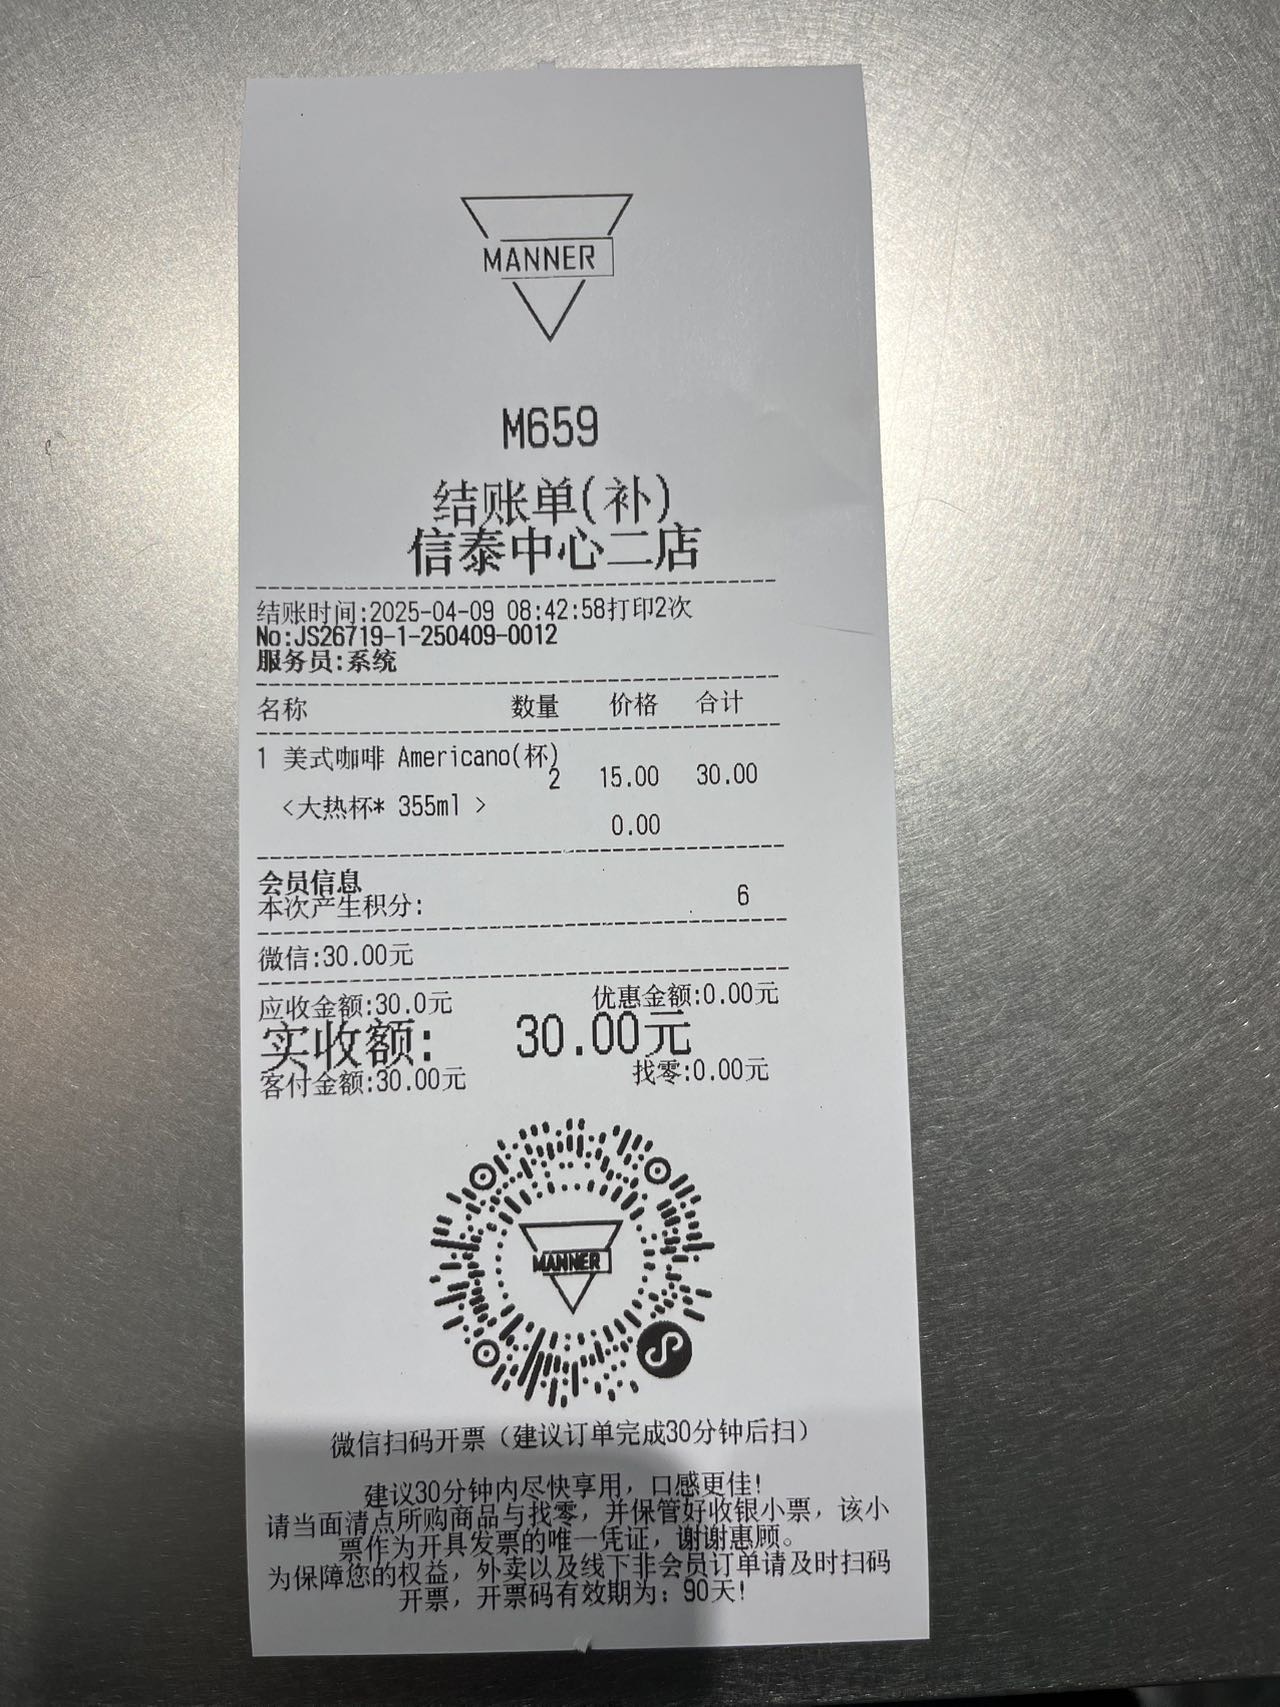 MANNER
M659
结账单(补)
信泰中心二店
结账时间:2025-04-09 08:42:58打印2次
No:JS26719-1-250409-0012
服务员:系统
名称 数量 价格 合计
1 美式咖啡 Americano(杯)
2 15.00 30.00
<大热杯* 355ml >
0.00
会员信息
本次产生积分: 6
微信:30.00元
应收金额:30.0元 优惠金额:0.00元
实收额: 30.00元
客付金额:30.00元 找零:0.00元
MANNER
微信扫码开票（建议订单完成30分钟后扫）
建议30分钟内尽快享用，口感更佳!
请当面清点所购商品与找零，并保管好收银小票，该小
票作为开具发票的唯一凭证，谢谢惠顾。
为保障您的权益，外卖以及线下非会员订单请及时扫码
开票，开票码有效期为：90天!